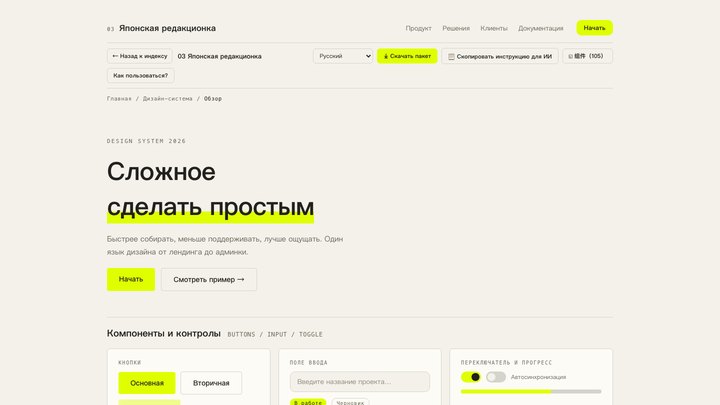 03 Японская редакционка
Продукт Решения Клиенты Документация Начать
← Назад к индексу 03 Японская редакционка Русский Скачать пакет Скопировать инструкцию для ИИ 组件 (105)
Как пользоваться?
Главная / Дизайн-система / Обзор
DESIGN SYSTEM 2026
Сложное
сделать простым
Быстрее собирать, меньше поддерживать, лучше ощущать. Один
язык дизайна от лендинга до админки.
Начать Смотреть пример →
Компоненты и контролы BUTTONS / INPUT / TOGGLE
КНОПКИ
Основная Вторичная
ПОЛЕ ВВОДА
Введите название проекта...
В работе Черновик
ПЕРЕКЛЮЧАТЕЛЬ И ПРОГРЕСС
Автосинхронизация